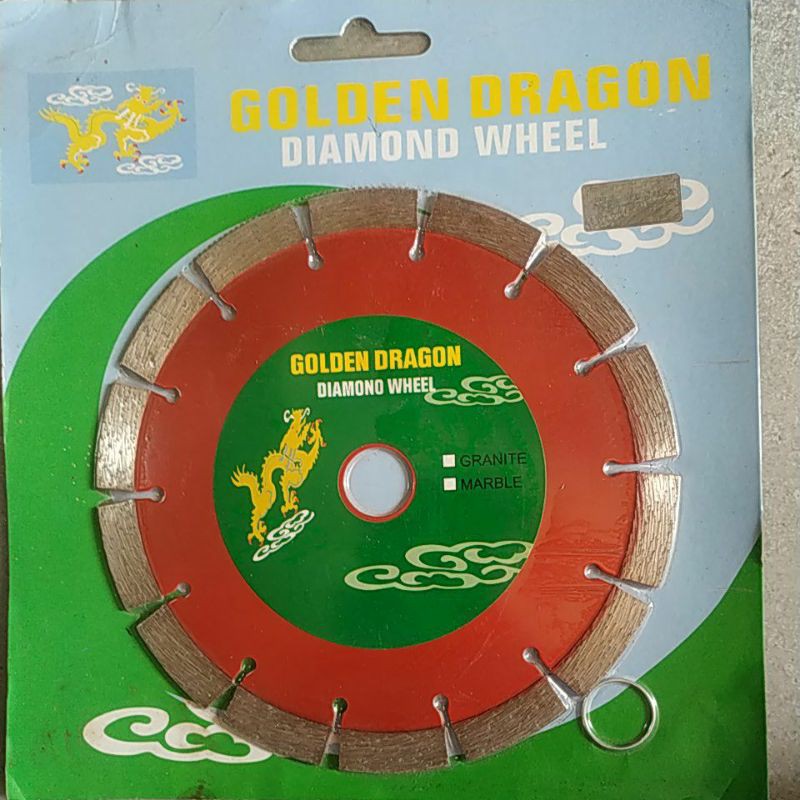 GOLDEN DRAGON
DIAMOND WHEEL
GOLDEN DRAGON
DIAMONO WHEEL
GRANITE
MARBLE